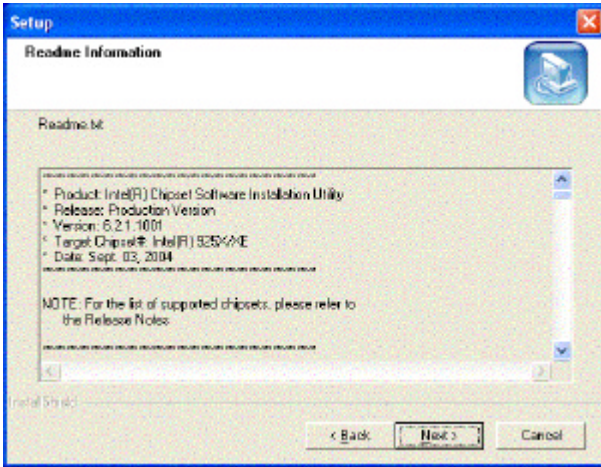 Setup
Readme Information
Readme.txt
* Product: Intel(R) Chipset Software Installation Utility
* Release: Production Version
* Version: 6.2.1.1001
* Target Chipset#: Intel(R) 925X/XE
* Date: Sept. 03, 2004
NOTE: For the list of supported chipsets, please refer to
the Release Notes
InstallShield
< Back
Next >
Cancel